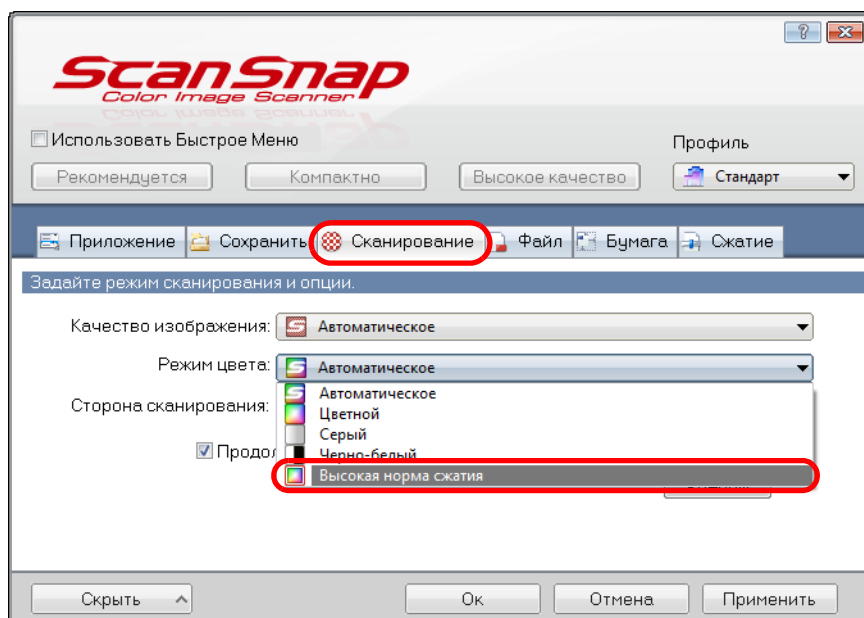 ScanSnap
Color Image Scanner
Использовать Быстрое Меню
Профиль
Рекомендуется Компактно Высокое качество Стандарт
Приложение Сохранить Сканирование Файл Бумага Сжатие
Задайте режим сканирования и опции.
Качество изображения: Автоматическое
Режим цвета: Автоматическое
Автоматическое
Сторона сканирования: Цветной
Серый
Продол Черно-белый
Высокая норма сжатия
Скрыть Ок Отмена Применить